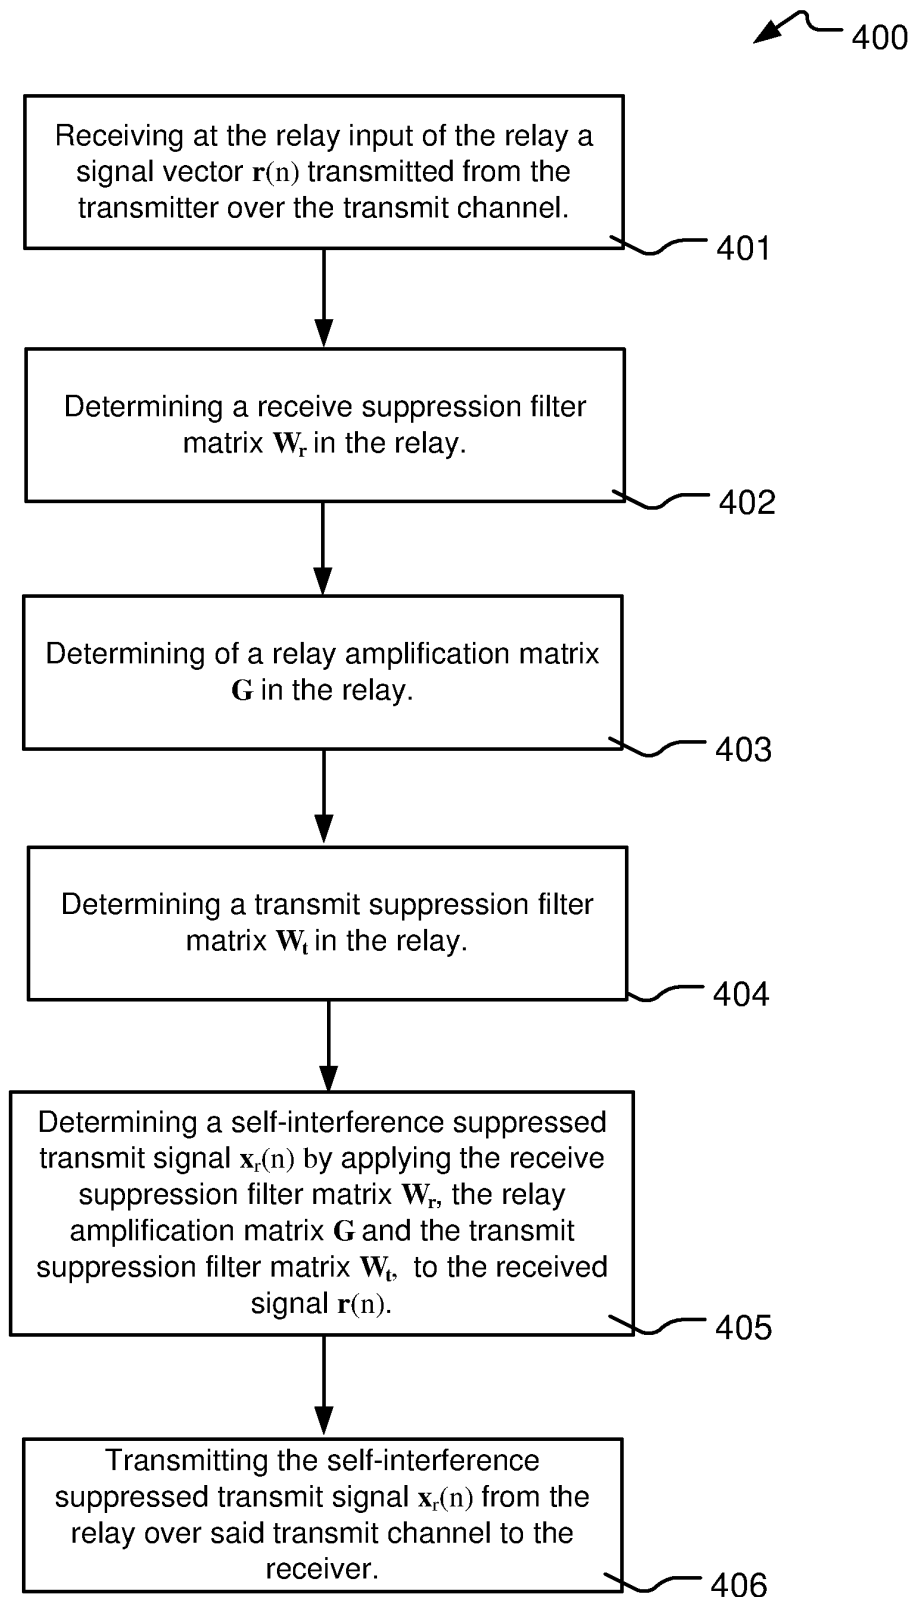 400
Receiving at the relay input of the relay a
signal vector r(n) transmitted from the
transmitter over the transmit channel.
401
Determining a receive suppression filter
matrix Wr in the relay.
402
Determining of a relay amplification matrix
G in the relay.
403
Determining a transmit suppression filter
matrix Wt in the relay.
404
Determining a self-interference suppressed
transmit signal xr(n) by applying the receive
suppression filter matrix Wr, the relay
amplification matrix G and the transmit
suppression filter matrix Wt, to the received
signal r(n).
405
Transmitting the self-interference
suppressed transmit signal xr(n) from the
relay over said transmit channel to the
receiver.
406